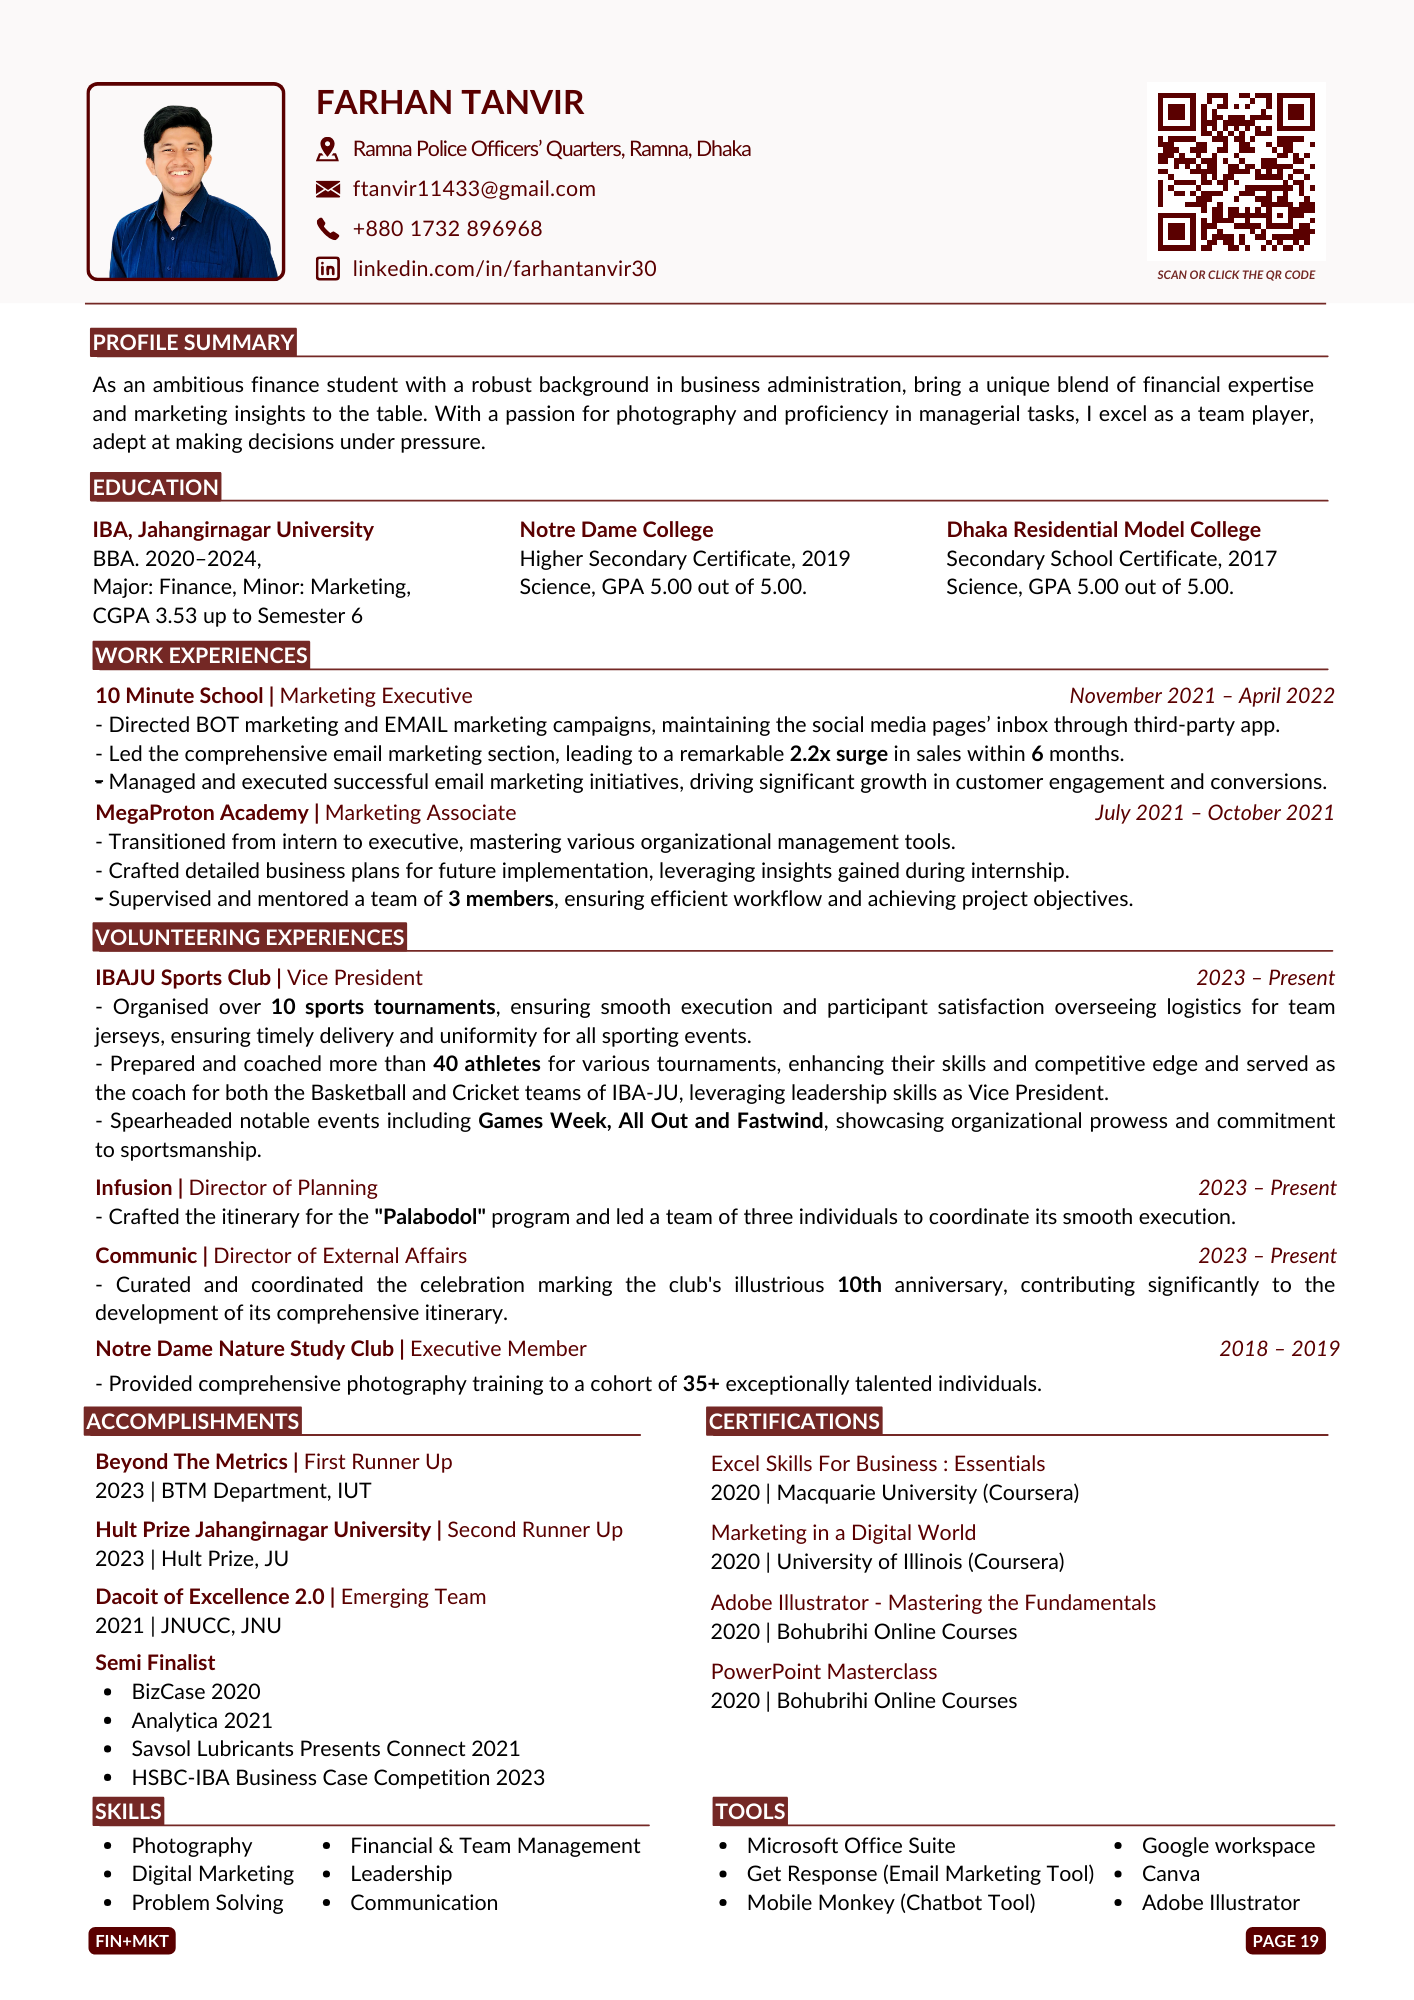 FARHAN TANVIR
Ramna Police Officers' Quarters, Ramna, Dhaka
ftanvir11433@gmail.com
+880 1732 896968
linkedin.com/in/farhantanvir30
SCAN OR CLICK THE QR CODE
PROFILE SUMMARY
As an ambitious finance student with a robust background in business administration, bring a unique blend of financial expertise
and marketing insights to the table. With a passion for photography and proficiency in managerial tasks, I excel as a team player,
adept at making decisions under pressure.
EDUCATION
IBA, Jahangirnagar University
BBA. 2020–2024,
Major: Finance, Minor: Marketing,
CGPA 3.53 up to Semester 6
Notre Dame College
Higher Secondary Certificate, 2019
Science, GPA 5.00 out of 5.00.
Dhaka Residential Model College
Secondary School Certificate, 2017
Science, GPA 5.00 out of 5.00.
WORK EXPERIENCES
10 Minute School | Marketing Executive November 2021 – April 2022
- Directed BOT marketing and EMAIL marketing campaigns, maintaining the social media pages' inbox through third-party app.
- Led the comprehensive email marketing section, leading to a remarkable 2.2x surge in sales within 6 months.
- Managed and executed successful email marketing initiatives, driving significant growth in customer engagement and conversions.
MegaProton Academy | Marketing Associate July 2021 – October 2021
- Transitioned from intern to executive, mastering various organizational management tools.
- Crafted detailed business plans for future implementation, leveraging insights gained during internship.
- Supervised and mentored a team of 3 members, ensuring efficient workflow and achieving project objectives.
VOLUNTEERING EXPERIENCES
IBAJU Sports Club | Vice President 2023 – Present
- Organised over 10 sports tournaments, ensuring smooth execution and participant satisfaction overseeing logistics for team
jerseys, ensuring timely delivery and uniformity for all sporting events.
- Prepared and coached more than 40 athletes for various tournaments, enhancing their skills and competitive edge and served as
the coach for both the Basketball and Cricket teams of IBA-JU, leveraging leadership skills as Vice President.
- Spearheaded notable events including Games Week, All Out and Fastwind, showcasing organizational prowess and commitment
to sportsmanship.
Infusion | Director of Planning 2023 – Present
- Crafted the itinerary for the "Palabodol" program and led a team of three individuals to coordinate its smooth execution.
Communic | Director of External Affairs 2023 – Present
- Curated and coordinated the celebration marking the club's illustrious 10th anniversary, contributing significantly to the
development of its comprehensive itinerary.
Notre Dame Nature Study Club | Executive Member 2018 – 2019
- Provided comprehensive photography training to a cohort of 35+ exceptionally talented individuals.
ACCOMPLISHMENTS
Beyond The Metrics | First Runner Up
2023 | BTM Department, IUT
Hult Prize Jahangirnagar University | Second Runner Up
2023 | Hult Prize, JU
Dacoit of Excellence 2.0 | Emerging Team
2021 | JNUCC, JNU
Semi Finalist
• BizCase 2020
• Analytica 2021
• Savsol Lubricants Presents Connect 2021
• HSBC-IBA Business Case Competition 2023
CERTIFICATIONS
Excel Skills For Business : Essentials
2020 | Macquarie University (Coursera)
Marketing in a Digital World
2020 | University of Illinois (Coursera)
Adobe Illustrator - Mastering the Fundamentals
2020 | Bohubrihi Online Courses
PowerPoint Masterclass
2020 | Bohubrihi Online Courses
SKILLS
• Photography
• Digital Marketing
• Problem Solving
• Financial & Team Management
• Leadership
• Communication
TOOLS
• Microsoft Office Suite
• Get Response (Email Marketing Tool)
• Mobile Monkey (Chatbot Tool)
• Google workspace
• Canva
• Adobe Illustrator
FIN+MKT
PAGE 19